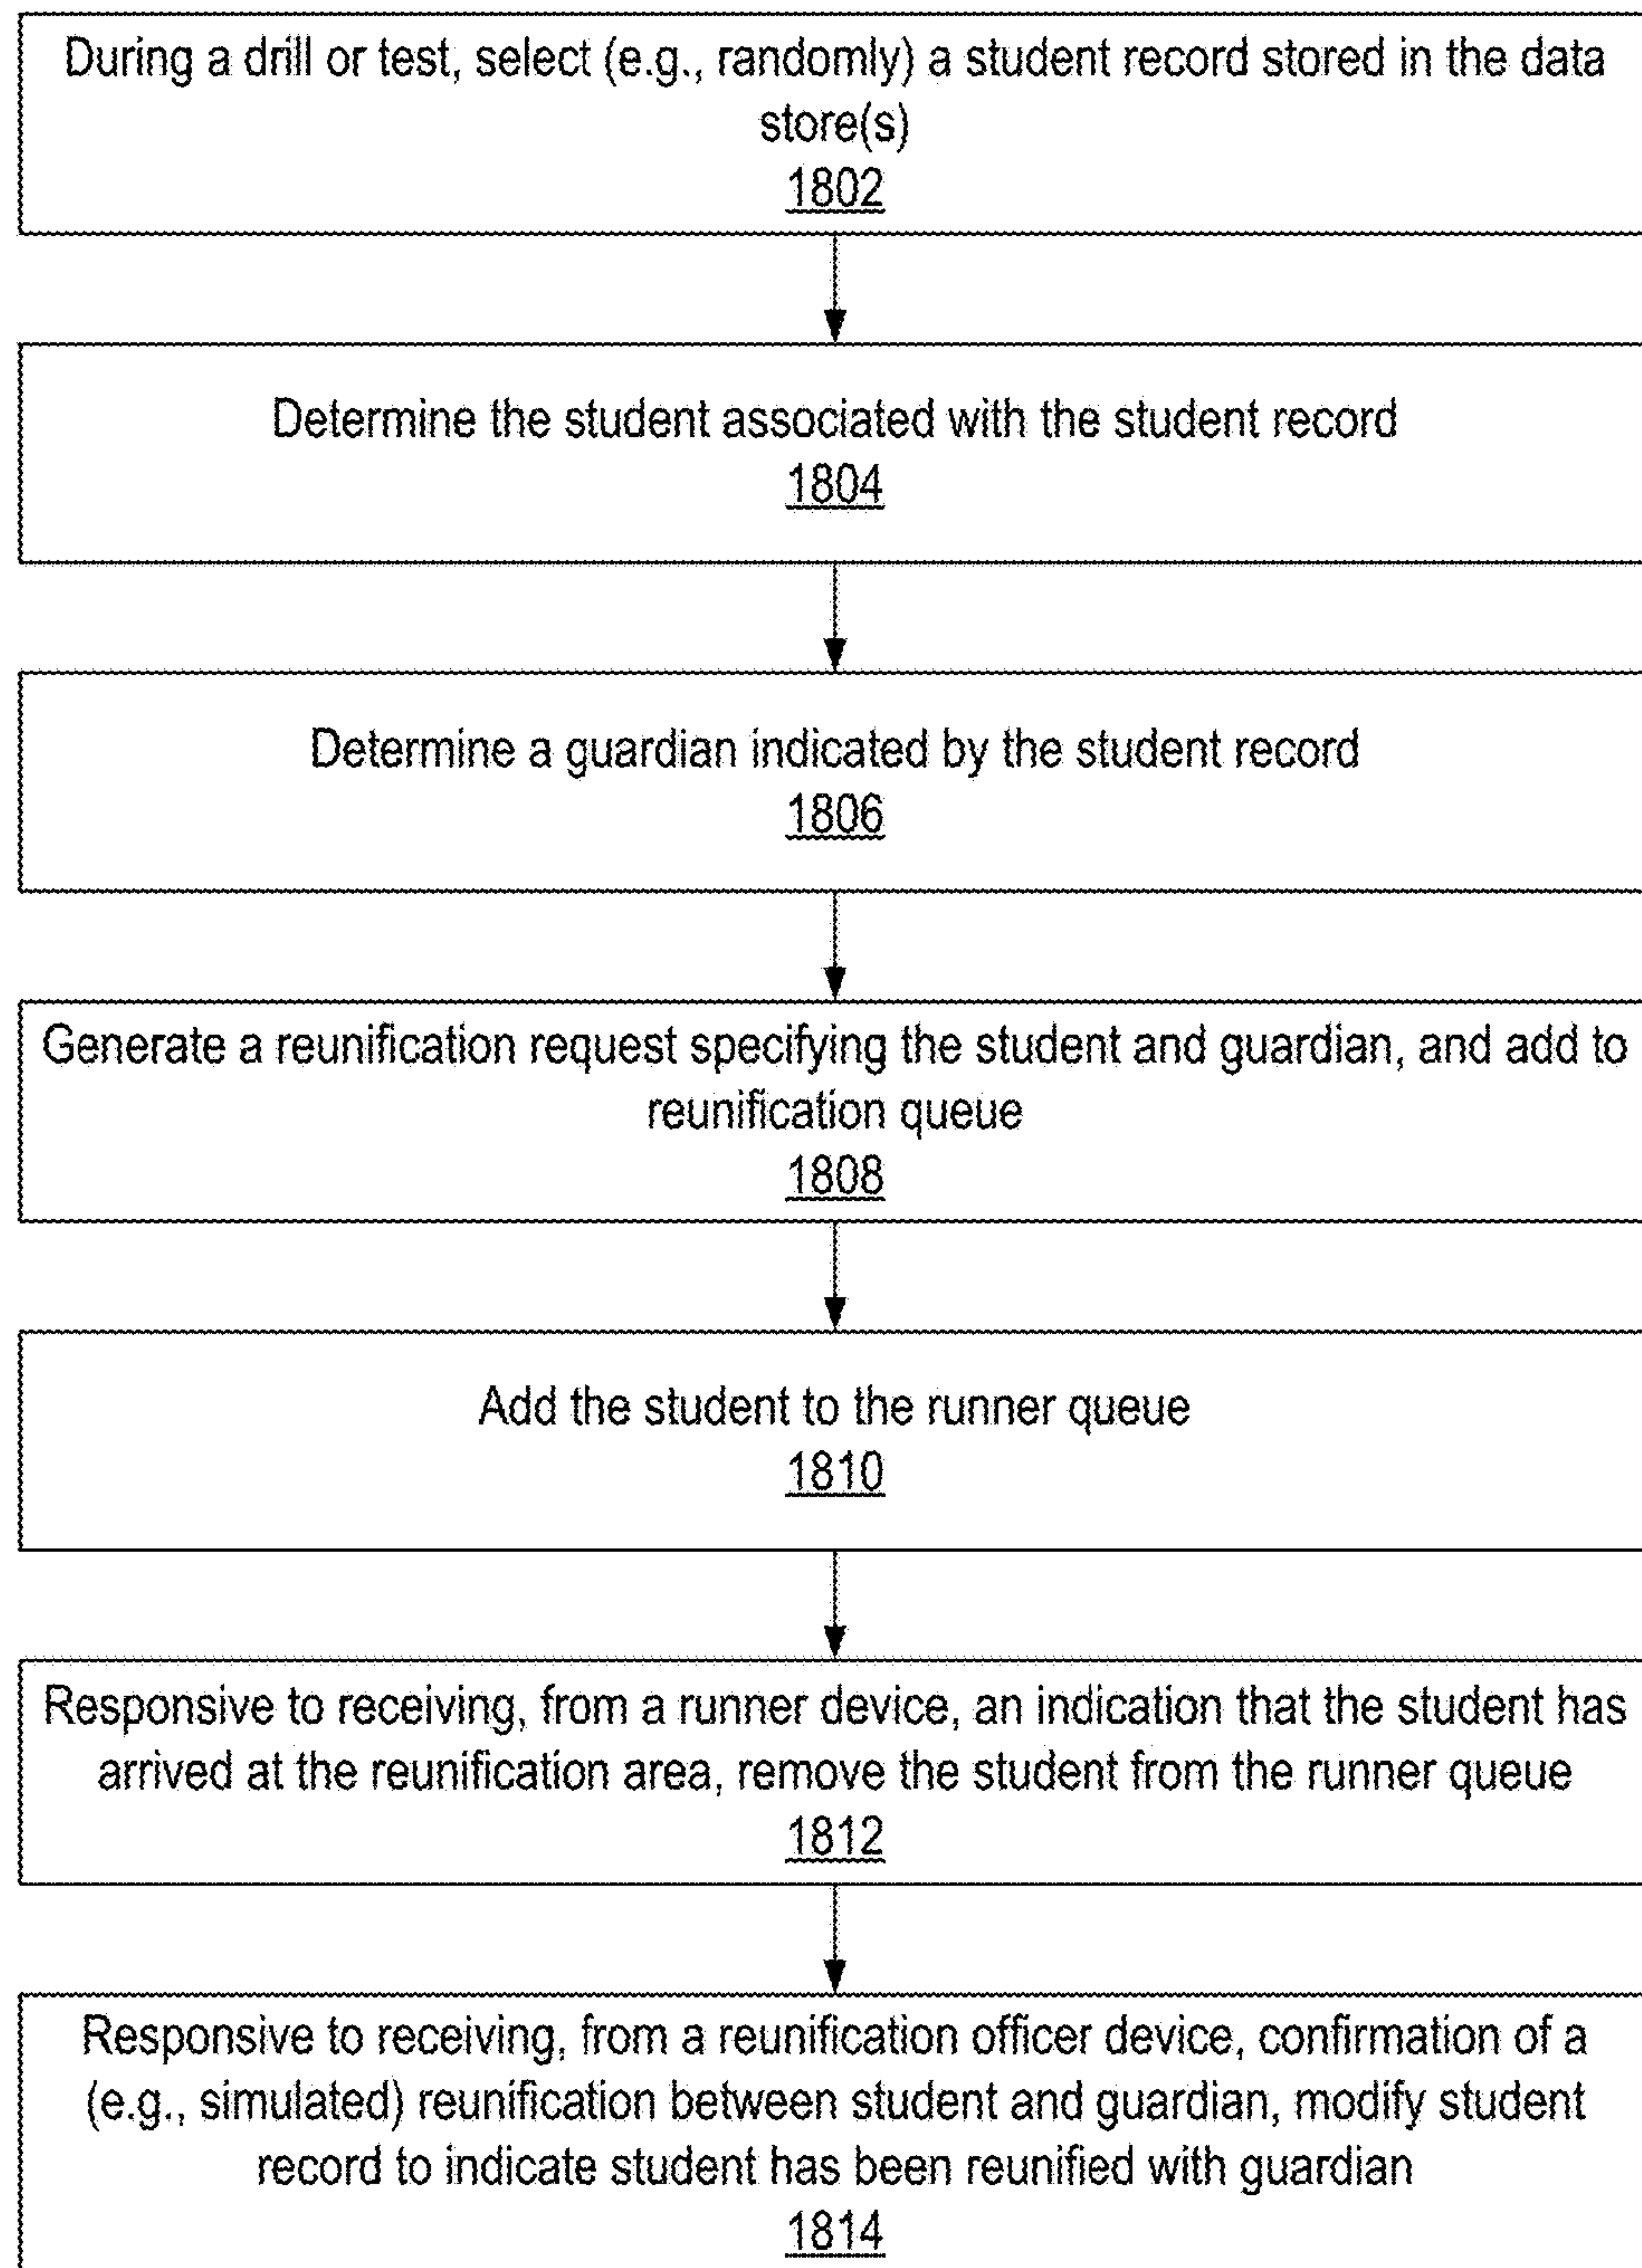 During a drill or test, select (e.g., randomly) a student record stored in the data
store(s)
1802
Determine the student associated with the student record
1804
Determine a guardian indicated by the student record
1806
Generate a reunification request specifying the student and guardian, and add to
reunification queue
1808
Add the student to the runner queue
1810
Responsive to receiving, from a runner device, an indication that the student has
arrived at the reunification area, remove the student from the runner queue
1812
Responsive to receiving, from a reunification officer device, confirmation of a
(e.g., simulated) reunification between student and guardian, modify student
record to indicate student has been reunified with guardian
1814